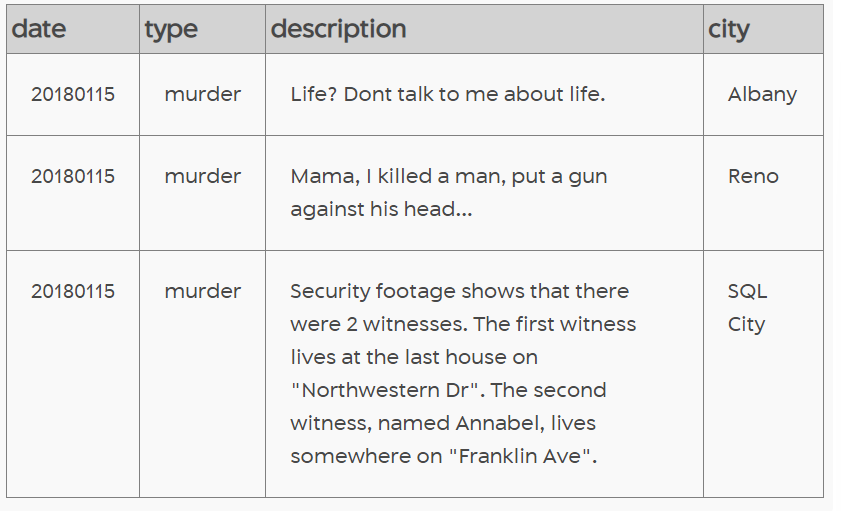 date type description city
20180115 murder Life? Dont talk to me about life. Albany
20180115 murder Mama, I killed a man, put a gun Reno
against his head...
20180115 murder Security footage shows that there SQL
were 2 witnesses. The first witness City
lives at the last house on
"Northwestern Dr". The second
witness, named Annabel, lives
somewhere on "Franklin Ave".